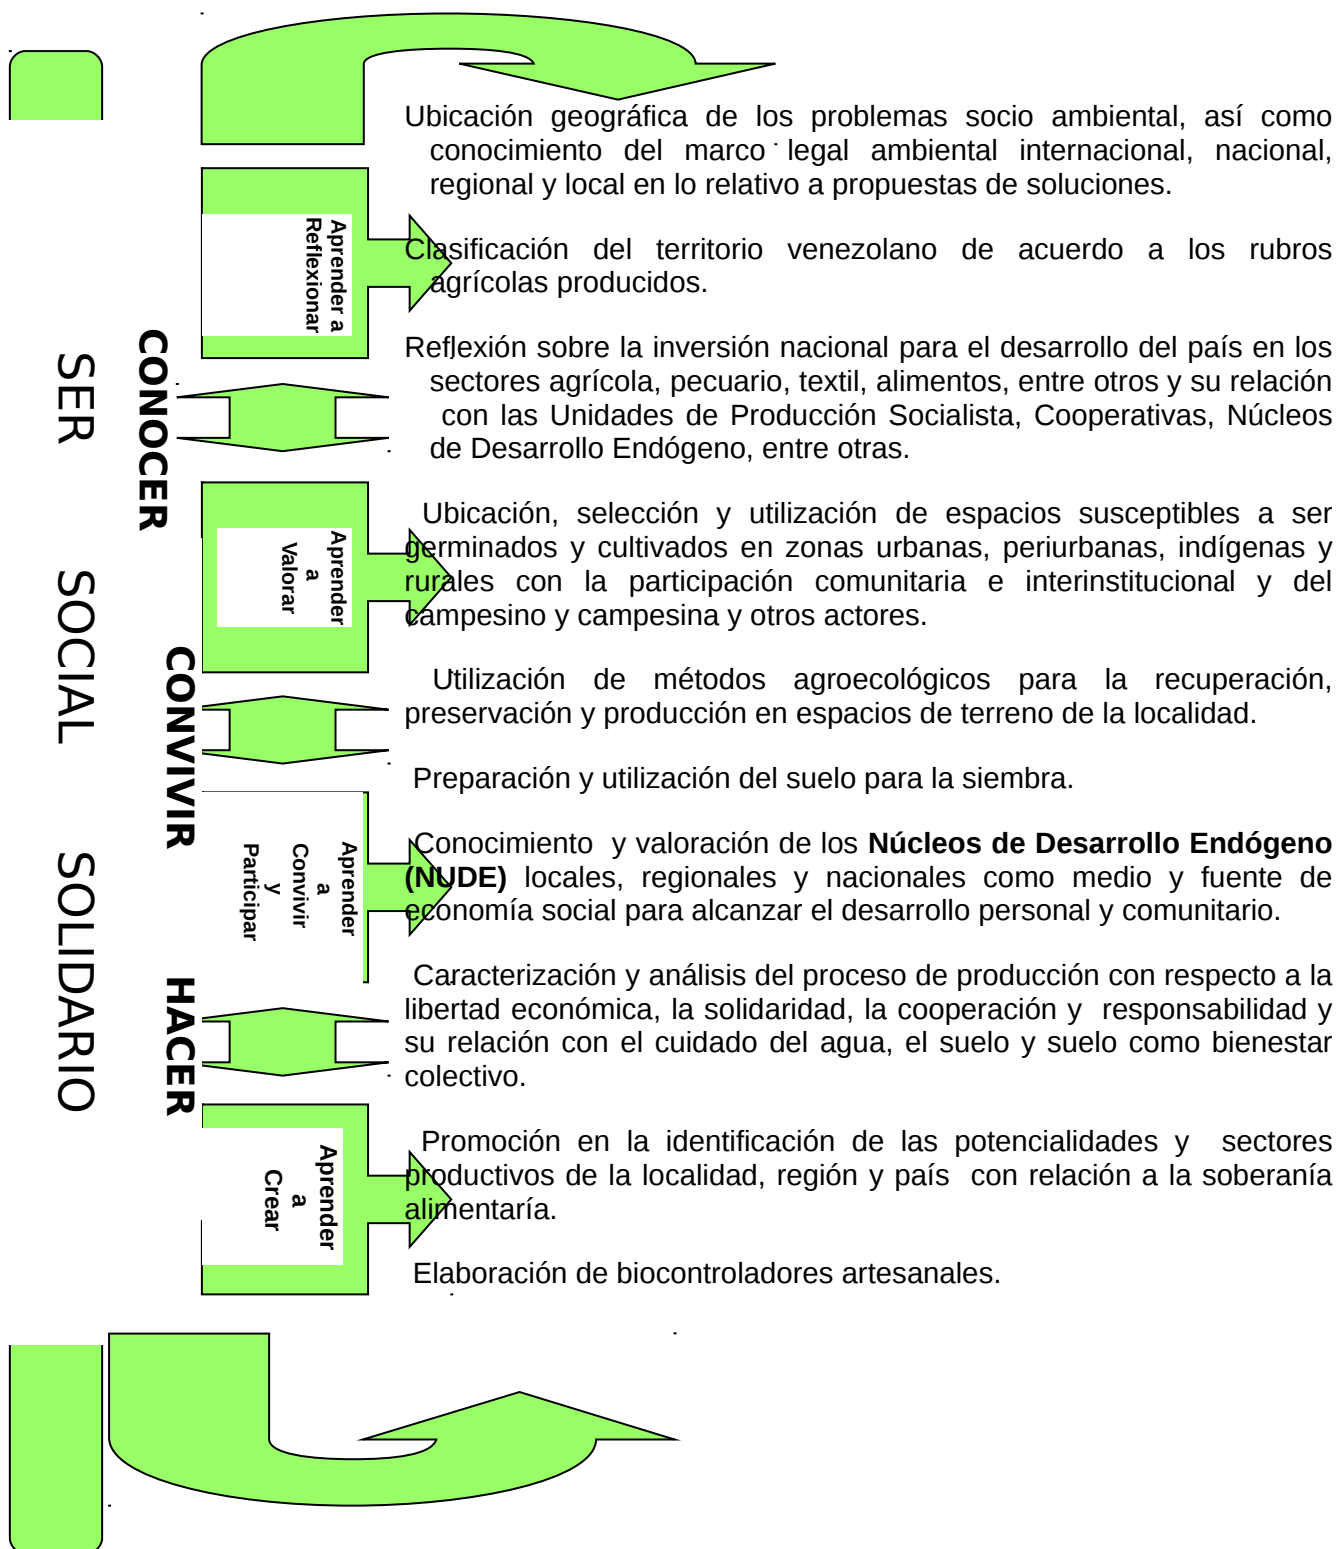 SER SOCIAL SOLIDARIO
CONOCER CONVIVIR HACER
Aprender a
Reflexionar
Aprender
a
Valorar
Aprender
a
Convivir
y
Participar
Aprender
a
Crear
Ubicación geográfica de los problemas socio ambiental, así como
conocimiento del marco legal ambiental internacional, nacional,
regional y local en lo relativo a propuestas de soluciones.
Clasificación del territorio venezolano de acuerdo a los rubros
agrícolas producidos.
Reflexión sobre la inversión nacional para el desarrollo del país en los
sectores agrícola, pecuario, textil, alimentos, entre otros y su relación
con las Unidades de Producción Socialista, Cooperativas, Núcleos
de Desarrollo Endógeno, entre otras.
Ubicación, selección y utilización de espacios susceptibles a ser
germinados y cultivados en zonas urbanas, periurbanas, indígenas y
rurales con la participación comunitaria e interinstitucional y del
campesino y campesina y otros actores.
Utilización de métodos agroecológicos para la recuperación,
preservación y producción en espacios de terreno de la localidad.
Preparación y utilización del suelo para la siembra.
Conocimiento y valoración de los Núcleos de Desarrollo Endógeno
(NUDE) locales, regionales y nacionales como medio y fuente de
economía social para alcanzar el desarrollo personal y comunitario.
Caracterización y análisis del proceso de producción con respecto a la
libertad económica, la solidaridad, la cooperación y responsabilidad y
su relación con el cuidado del agua, el suelo y suelo como bienestar
colectivo.
Promoción en la identificación de las potencialidades y sectores
productivos de la localidad, región y país con relación a la soberanía
alimentaría.
Elaboración de biocontroladores artesanales.